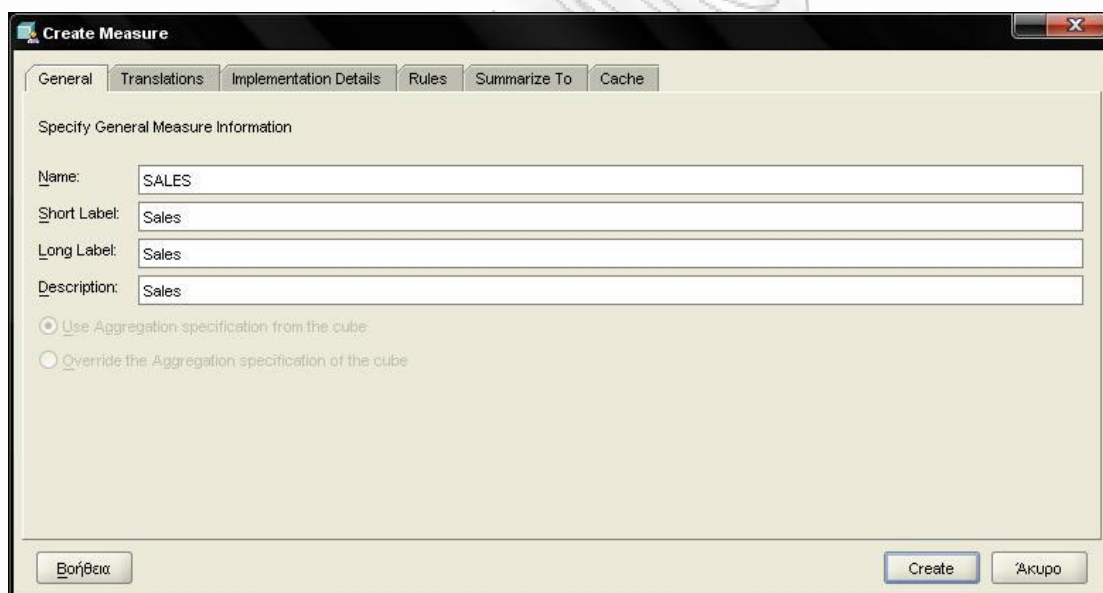 Create Measure
General Translations Implementation Details Rules Summarize To Cache
Specify General Measure Information
Name: SALES
Short Label: Sales
Long Label: Sales
Description: Sales
Use Aggregation specification from the cube
Override the Aggregation specification of the cube
Βοήθεια Create Άκυρο